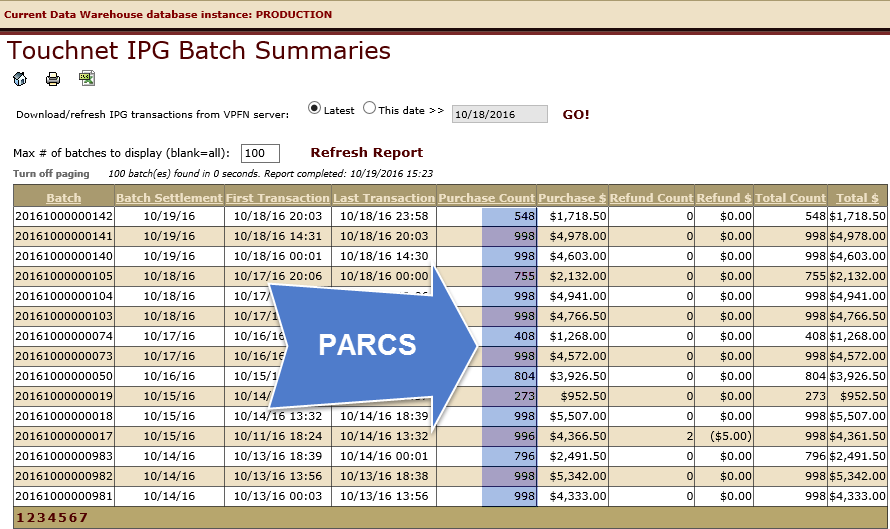 Current Data Warehouse database instance: PRODUCTION
Touchnet IPG Batch Summaries
Download/refresh IPG transactions from VPFN server: Latest This date >> 10/18/2016 GO!
Max # of batches to display (blank=all): 100 Refresh Report
Turn off paging 100 batch(es) found in 0 seconds. Report completed: 10/19/2016 15:23
Batch Batch Settlement First Transaction Last Transaction Purchase Count Purchase $ Refund Count Refund $ Total Count Total $
20161000000142 10/19/16 10/18/16 20:03 10/18/16 23:58 548 $1,718.50 0 $0.00 548 $1,718.50
20161000000141 10/19/16 10/18/16 14:31 10/18/16 20:03 998 $4,978.00 0 $0.00 998 $4,978.00
20161000000140 10/19/16 10/18/16 00:01 10/18/16 14:30 998 $4,603.00 0 $0.00 998 $4,603.00
20161000000105 10/18/16 10/17/16 20:06 10/18/16 00:00 755 $2,132.00 0 $0.00 755 $2,132.00
20161000000104 10/18/16 10/17/ 998 $4,941.00 0 $0.00 998 $4,941.00
20161000000103 10/18/16 10/17/1 998 $4,766.50 0 $0.00 998 $4,766.50
20161000000074 10/17/16 10/16/16 408 $1,268.00 0 $0.00 408 $1,268.00
PARCS
20161000000073 10/17/16 10/16/16 998 $4,572.00 0 $0.00 998 $4,572.00
20161000000050 10/16/16 10/15/1 804 $3,926.50 0 $0.00 804 $3,926.50
20161000000019 10/15/16 10/14/ 273 $952.50 0 $0.00 273 $952.50
20161000000018 10/15/16 10/14/16 13:32 10/14/16 18:39 998 $5,507.00 0 $0.00 998 $5,507.00
20161000000017 10/15/16 10/11/16 18:24 10/14/16 13:32 996 $4,366.50 2 ($5.00) 998 $4,361.50
20161000000983 10/14/16 10/13/16 18:39 10/14/16 00:01 796 $2,491.50 0 $0.00 796 $2,491.50
20161000000982 10/14/16 10/13/16 13:56 10/13/16 18:38 998 $5,342.00 0 $0.00 998 $5,342.00
20161000000981 10/14/16 10/13/16 00:03 10/13/16 13:56 998 $4,333.00 0 $0.00 998 $4,333.00
1 2 3 4 5 6 7